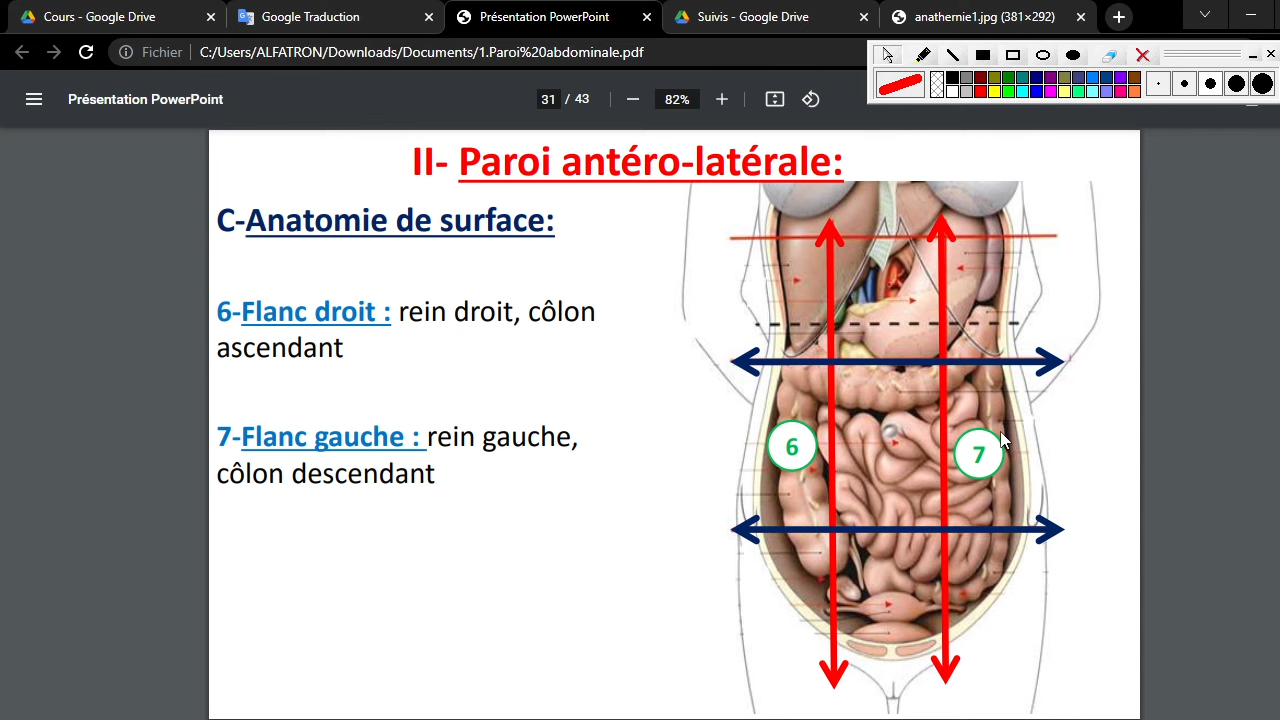 Cours - Google Drive
Google Traduction
Présentation PowerPoint
Suivis - Google Drive
anathemie1.jpg (381×292)
Fichier
C:/Users/ALFATRON/Downloads/Documents/1.Paroi%20abdominale.pdf
Présentation PowerPoint
31 / 43
82%
II- Paroi antéro-latérale:
C-Anatomie de surface:
6-Flanc droit : rein droit, côlon
ascendant
7-Flanc gauche : rein gauche,
côlon descendant
6
7